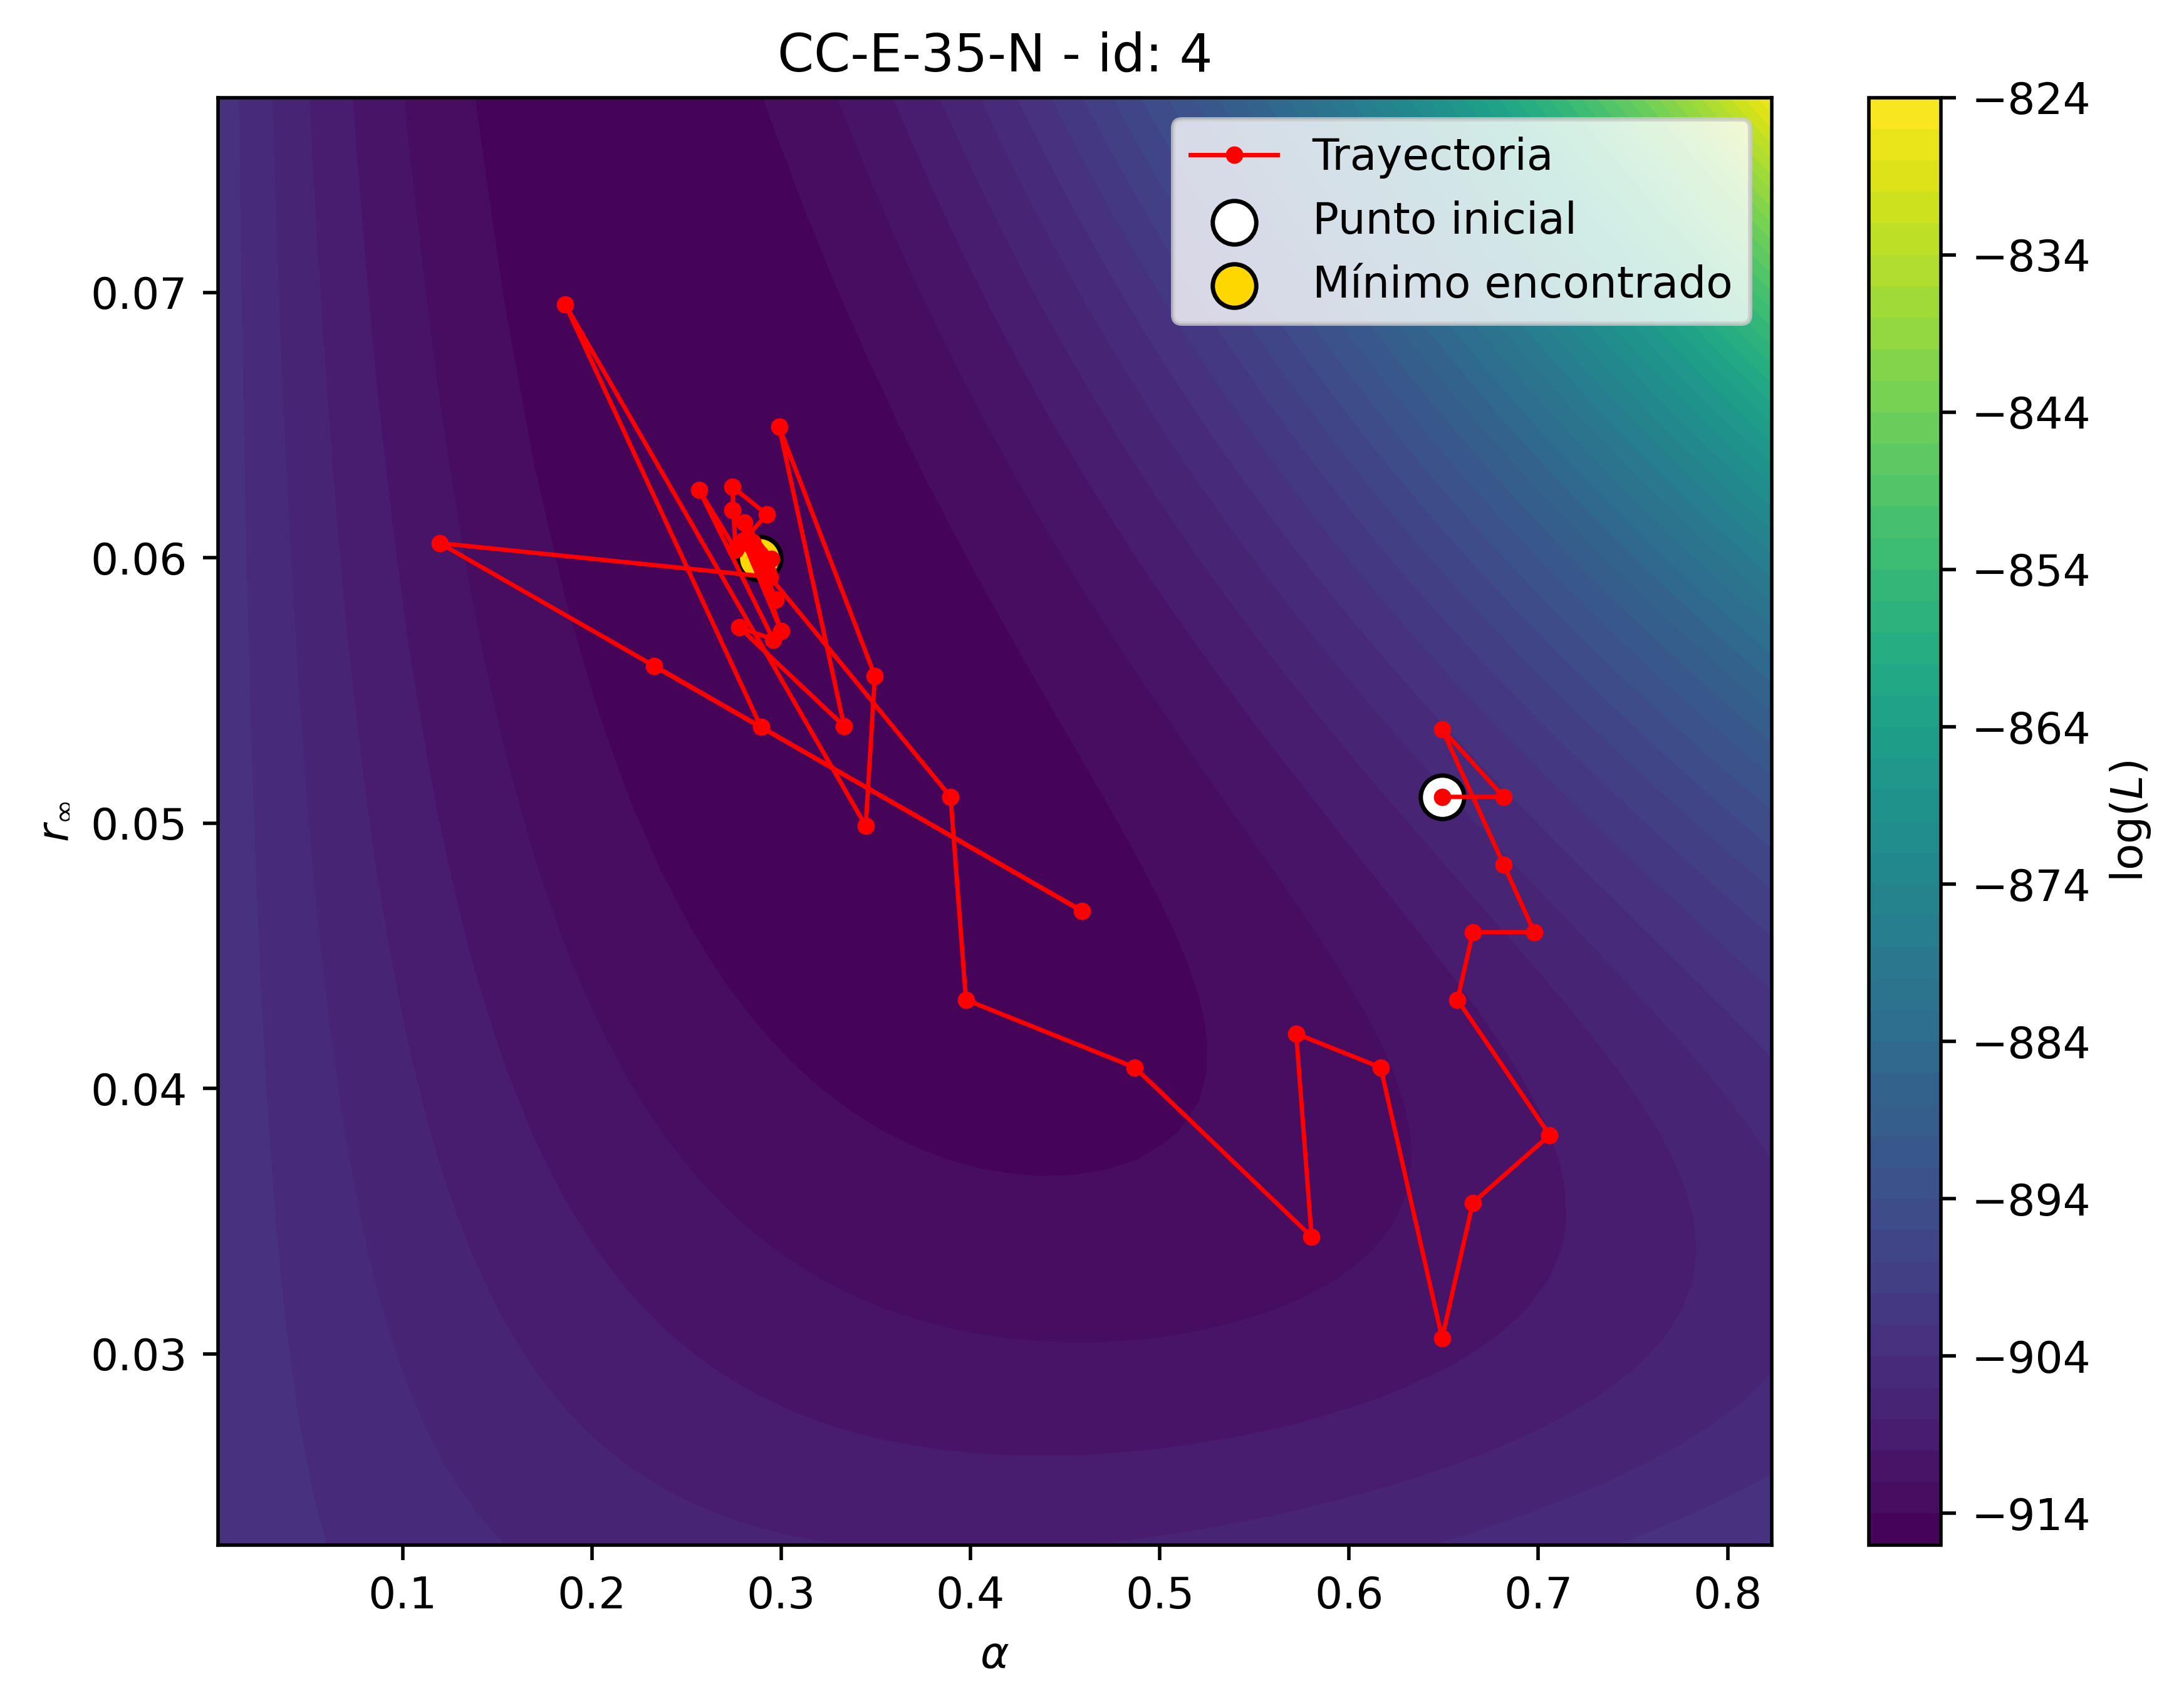 CC-E-35-N - id: 4
Trayectoria
Punto inicial
Mínimo encontrado
0.07
0.06
0.05
0.04
0.03
r∞
0.1 0.2 0.3 0.4 0.5 0.6 0.7 0.8
α
−824
−834
−844
−854
−864
−874
−884
−894
−904
−914
log(L)